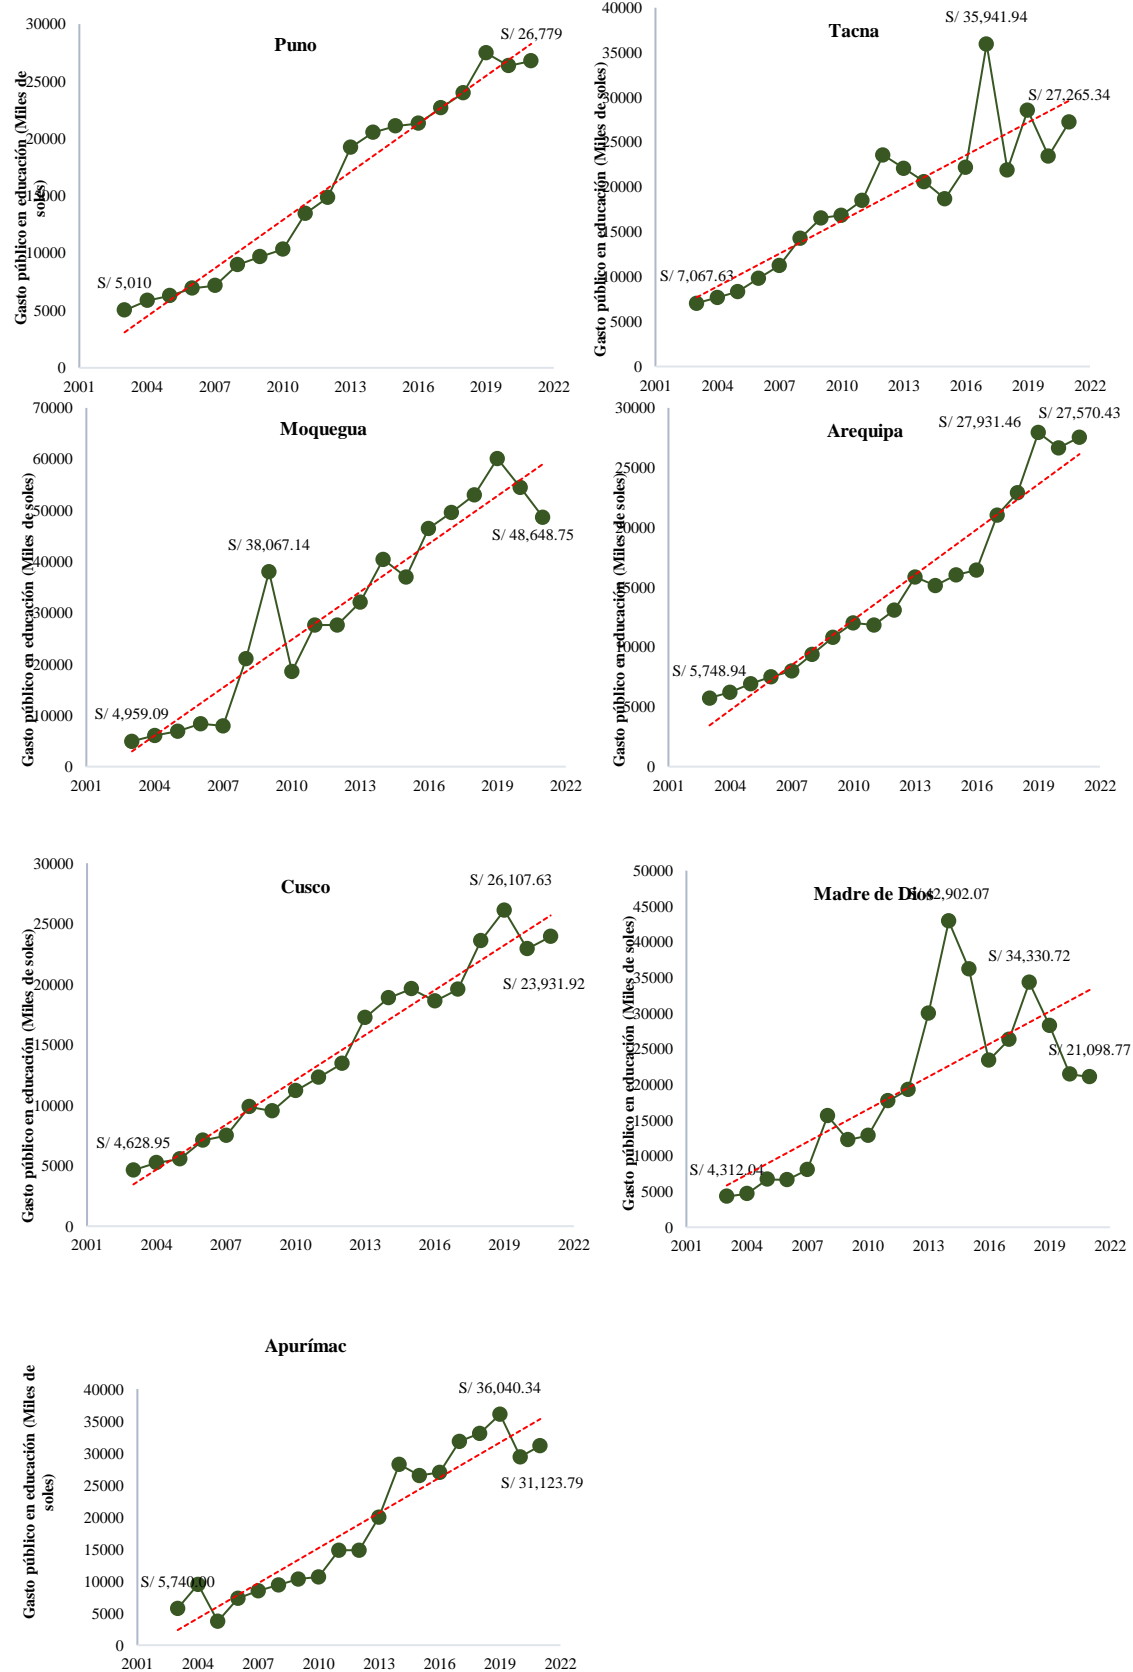 Puno
Gasto público en educación (Miles de
soles)
30000
25000
20000
15000
10000
5000
0
S/ 5,010
S/ 26,779
2001 2004 2007 2010 2013 2016 2019 2022
Tacna
Gasto público en educación (Miles de soles)
40000
35000
30000
25000
20000
15000
10000
5000
0
S/ 7,067.63
S/ 35,941.94
S/ 27,265.34
2001 2004 2007 2010 2013 2016 2019 2022
Moquegua
Gasto público en educación (Miles de soles)
70000
60000
50000
40000
30000
20000
10000
0
S/ 4,959.09
S/ 38,067.14
S/ 48,648.75
2001 2004 2007 2010 2013 2016 2019 2022
Arequipa
Gasto público en educación (Miles de soles)
30000
25000
20000
15000
10000
5000
0
S/ 5,748.94
S/ 27,931.46
S/ 27,570.43
2001 2004 2007 2010 2013 2016 2019 2022
Cusco
Gasto público en educación (Miles de soles)
30000
25000
20000
15000
10000
5000
0
S/ 4,628.95
S/ 26,107.63
S/ 23,931.92
2001 2004 2007 2010 2013 2016 2019 2022
Madre de Dios
Gasto público en educación (Miles de soles)
50000
45000
40000
35000
30000
25000
20000
15000
10000
5000
0
S/ 4,312.04
S/ 42,902.07
S/ 34,330.72
S/ 21,098.77
2001 2004 2007 2010 2013 2016 2019 2022
Apurímac
Gasto público en educación (Miles de
soles)
40000
35000
30000
25000
20000
15000
10000
5000
0
S/ 5,740.00
S/ 36,040.34
S/ 31,123.79
2001 2004 2007 2010 2013 2016 2019 2022